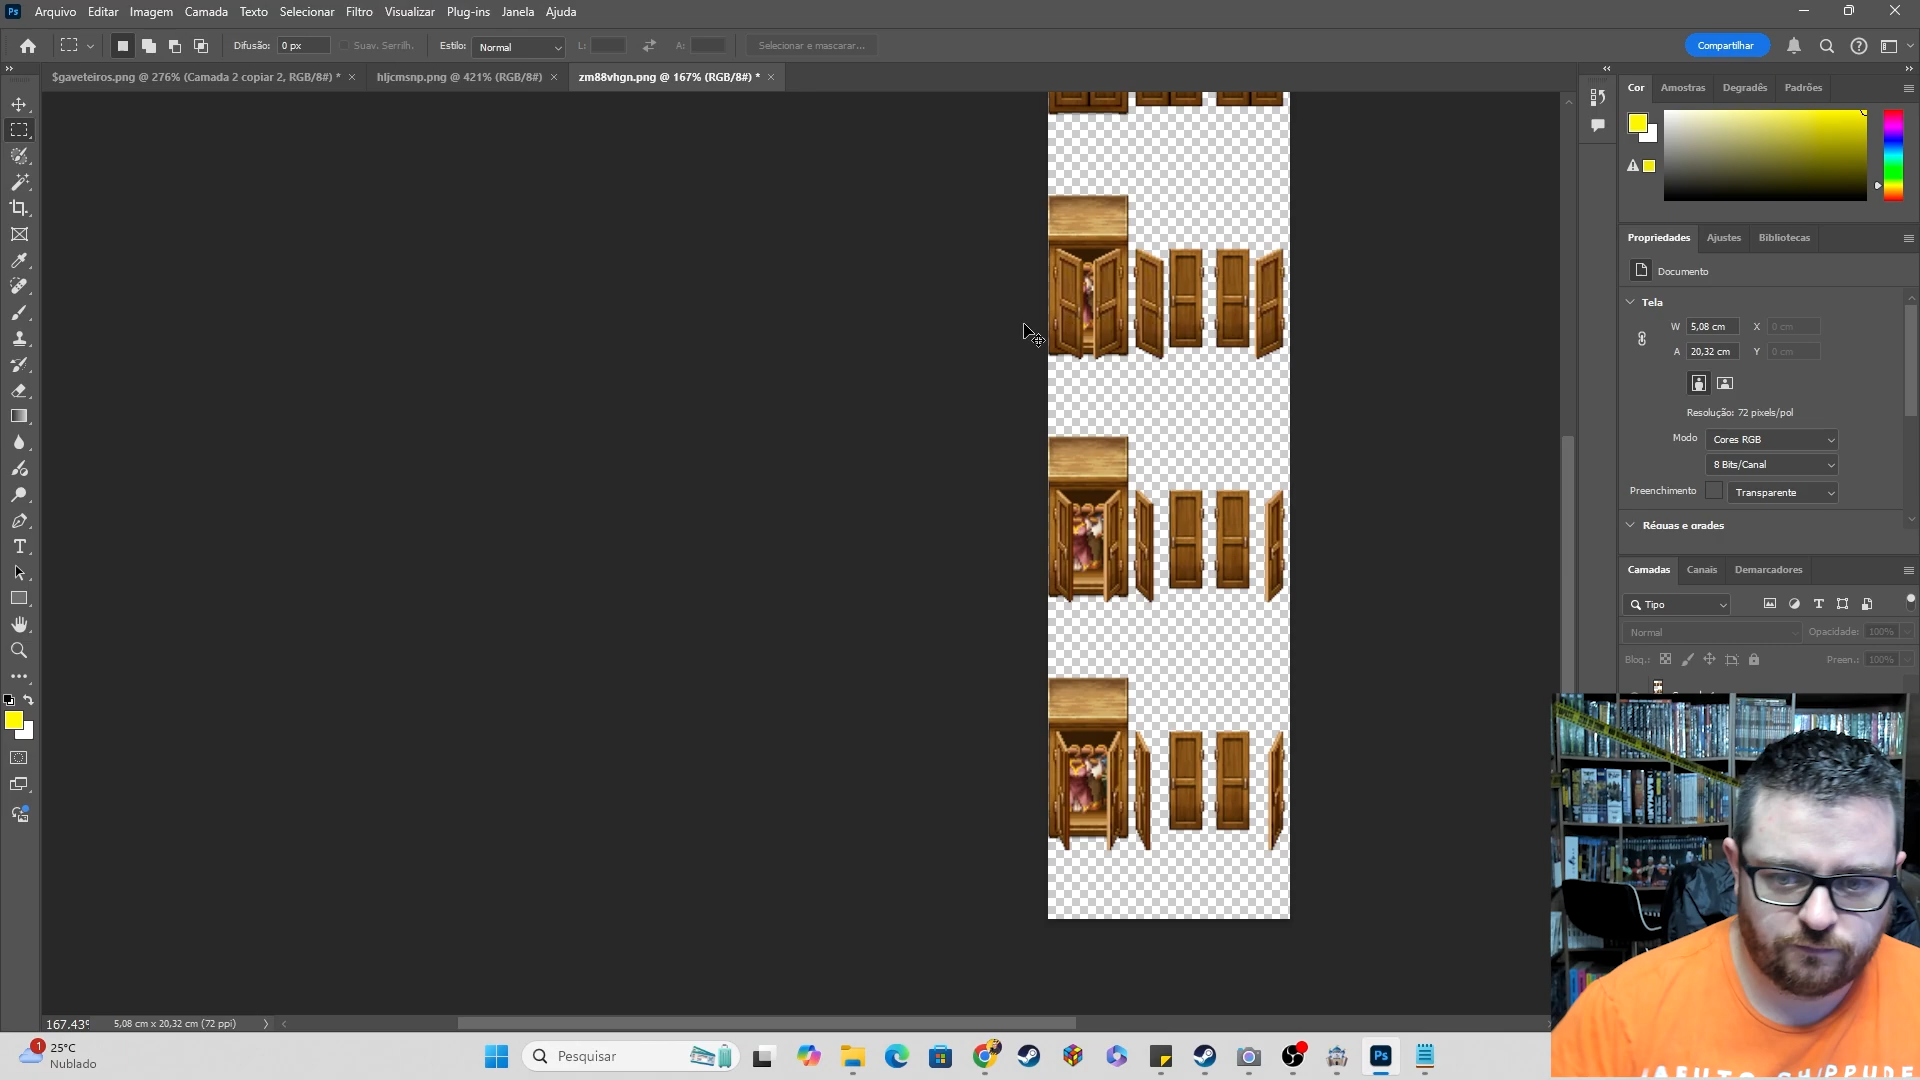 Ps Arquivo Editar Imagem Camada Texto Selecionar Filtro Plug-ins Visualizar Janela Ajuda
Difusão: 0 px Suav. Serrilh. Estilo: Normal L: A: Selecionar e mascarar... Compartilhar
$gaveteiros.png @ 276% (Camada 2 copiar 2, RGB/8#) * × hljcmsnp.png @ 421% (RGB/8#) × zm88vhgn.png @ 167% (RGB/8#) * ×
Cor Amostras Degradês Padrões
Propriedades Ajustes Bibliotecas
Documento
Tela
W 5,08 cm X 0 cm
A 20,32 cm Y 0 cm
Resolução: 72 pixels/pol
Modo Cores RGB
8 Bits/Canal
Preenchimento Transparente
Réguas e grades
Camadas Canais Demarcadores
Tipo
Normal Opacidade: 100%
Bloq.: Preen.: 100%
167.43%
5,08 cm x 20,32 cm (72 ppi)
1
25°C
Nublado
Pesquisar
Ps